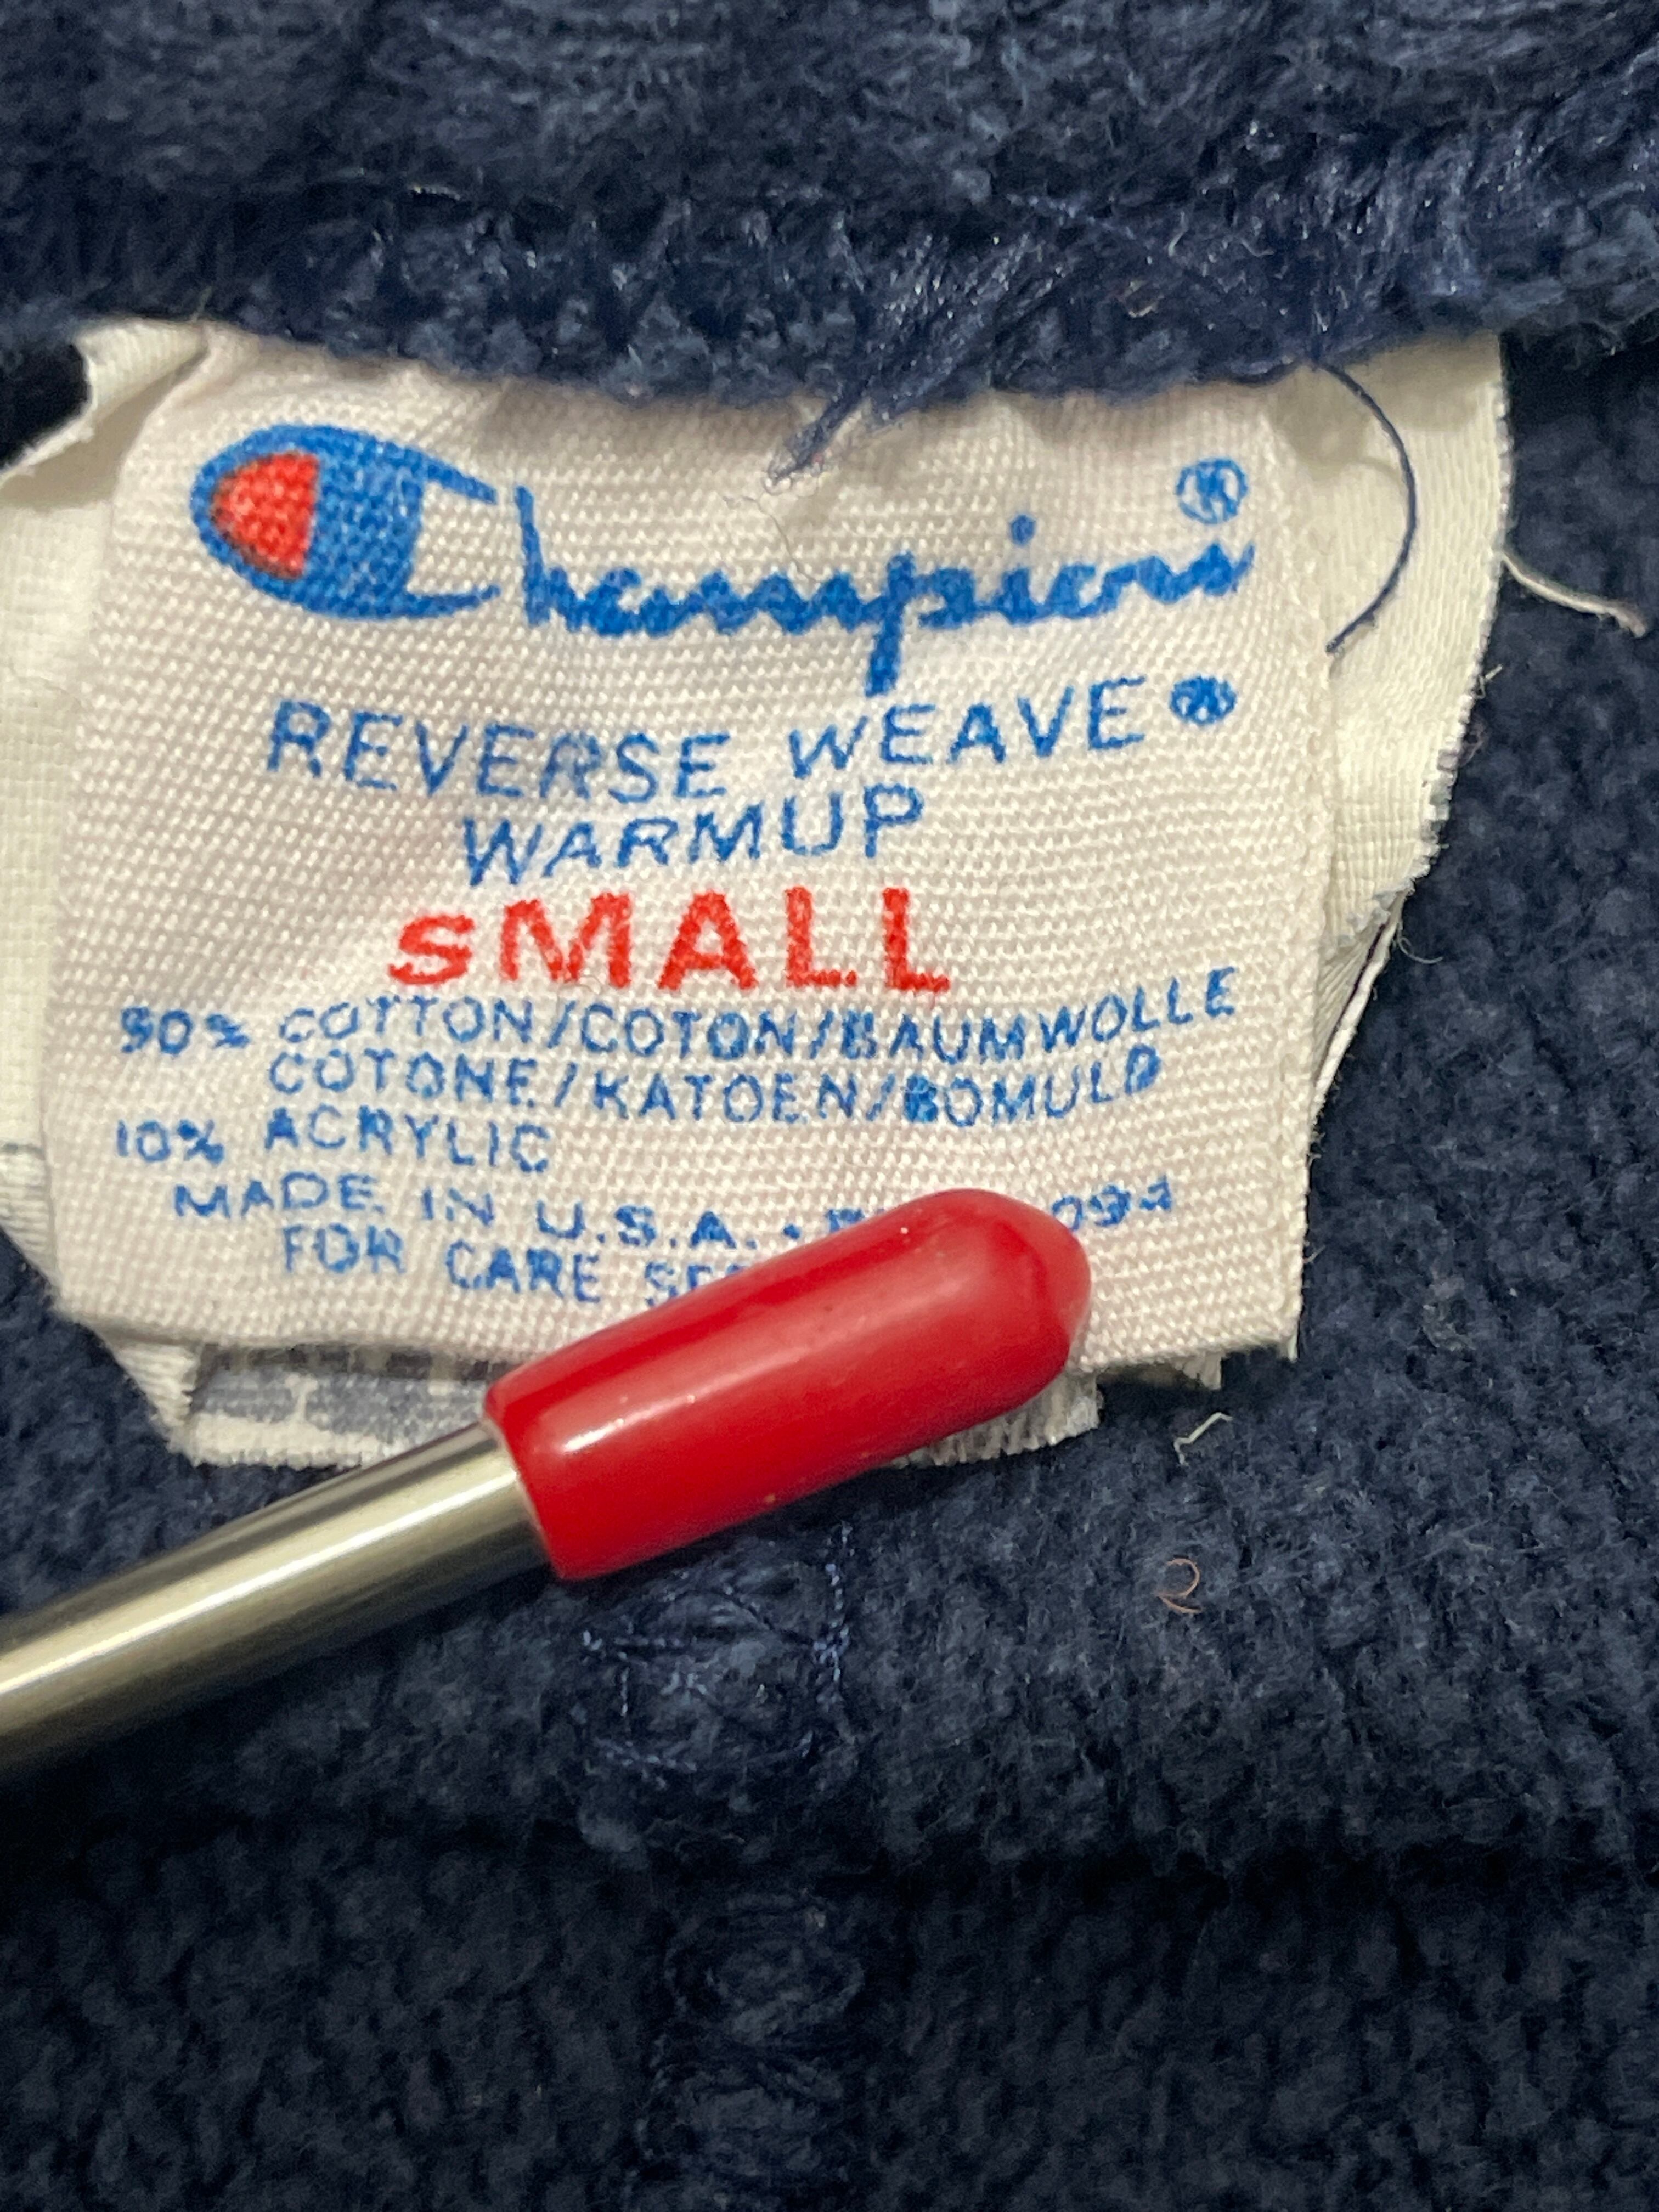 Champion®
REVERSE WEAVE®
WARMUP
SMALL
90% COTTON/COTON/BAUMWOLLE
COTONE/KATOEN/BOMULD
10% ACRYLIC
MADE IN U.S.A. •
FOR CARE